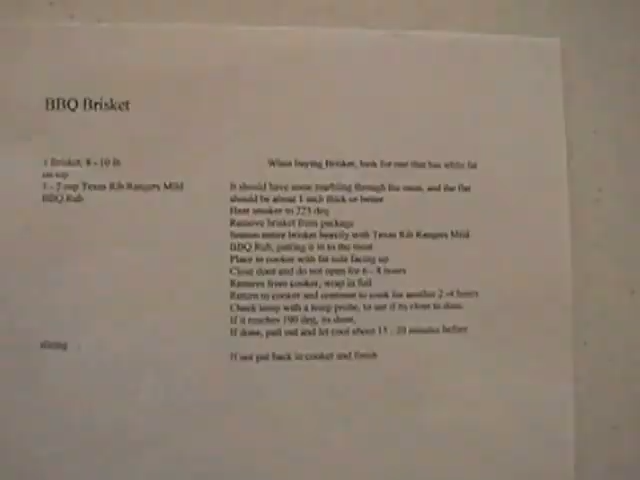 BBQ Brisket
1 Brisket, 8 - 10 lb
When buying Brisket, look for one that has white fat
on top
1 - 2 cup Texas Rib Rangers Mild
BBQ Rub
It should have some marbling through the meat, and the flat
should be about 1 inch thick or better
Heat smoker to 225 deg
Remove brisket from package
Season entire brisket heavily with Texas Rib Rangers Mild
BBQ Rub, patting it in to the meat
Place in cooker with fat side facing up
Close door and do not open for 6 - 8 hours
Remove from cooker, wrap in foil
Return to cooker and continue to cook for another 2 -4 hours
Check temp with a temp probe, to see if its close to done.
If it reaches 190 deg, its done,
If done, pull out and let cool about 15 - 20 minutes before
slicing
If not put back in cooker and finish